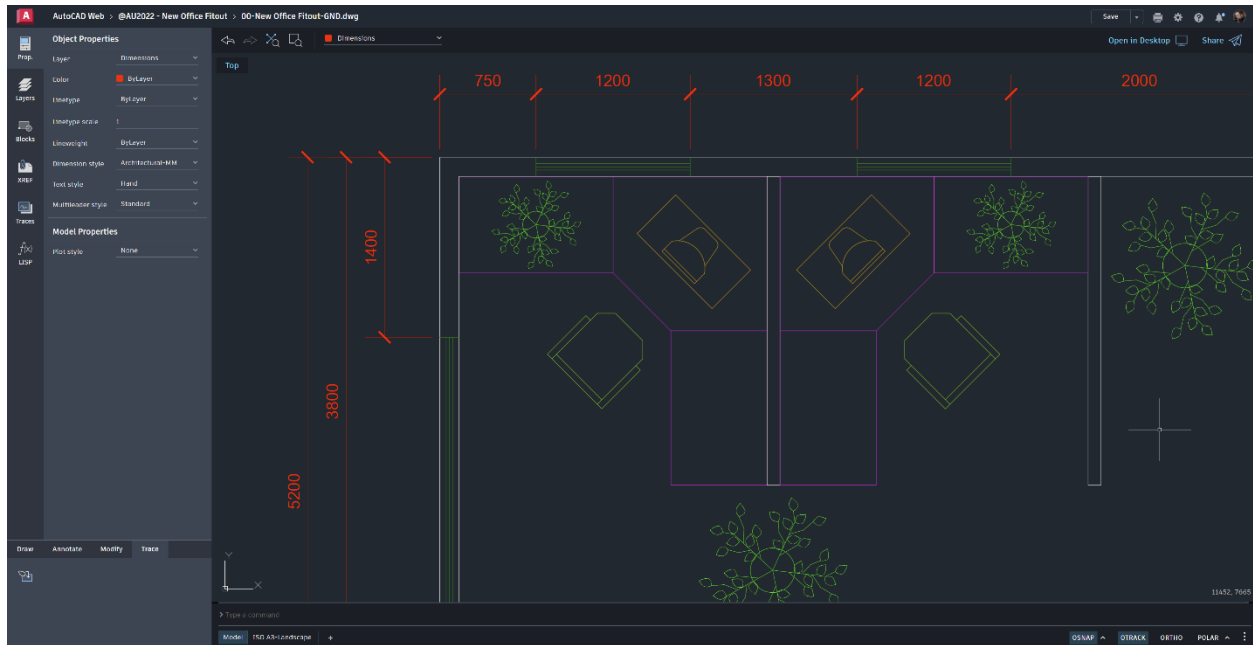 A AutoCAD Web > @AU2022 - New Office Fitout > 00-New Office Fitout-GND.dwg Save
Prop.
Layers
Blocks
XREF
Traces
f(x)
LISP
Object Properties
Layer Dimensions
Color ByLayer
Linetype ByLayer
Linetype scale 1
Lineweight ByLayer
Dimension style Architectural-MM
Text style Hand
Multileader style Standard
Model Properties
Plot style None
Draw Annotate Modify Trace
Dimensions
Open in Desktop Share
Top
750 1200 1300 1200 2000
1400
3800
5200
Y
X
11452, 7665
> Type a command
Model ISO A3-Landscape +
OSNAP OTRACK ORTHO POLAR